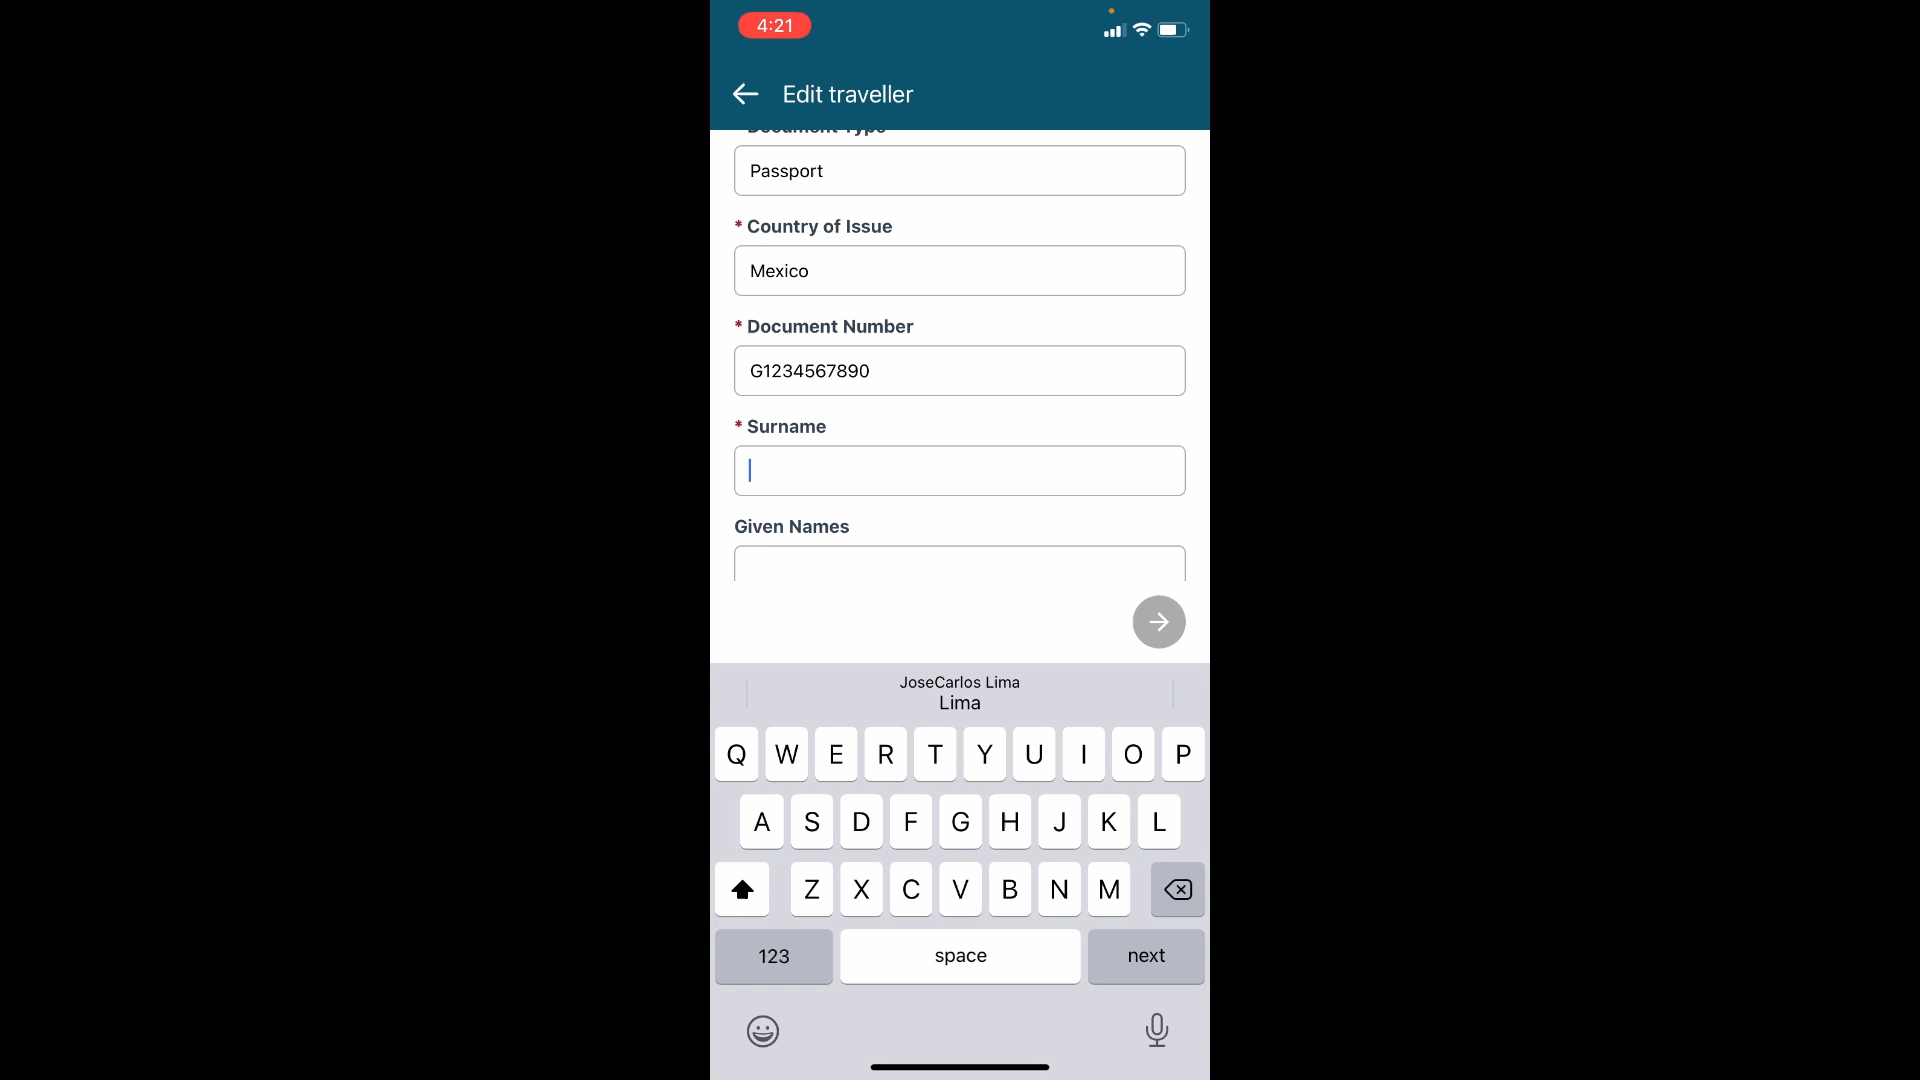 4:21
Edit traveller
Document Type
Passport
* Country of Issue
Mexico
* Document Number
G1234567890
* Surname
Given Names
JoseCarlos Lima
Lima
Q W E R T Y U I O P
A S D F G H J K L
Z X C V B N M
123 space next